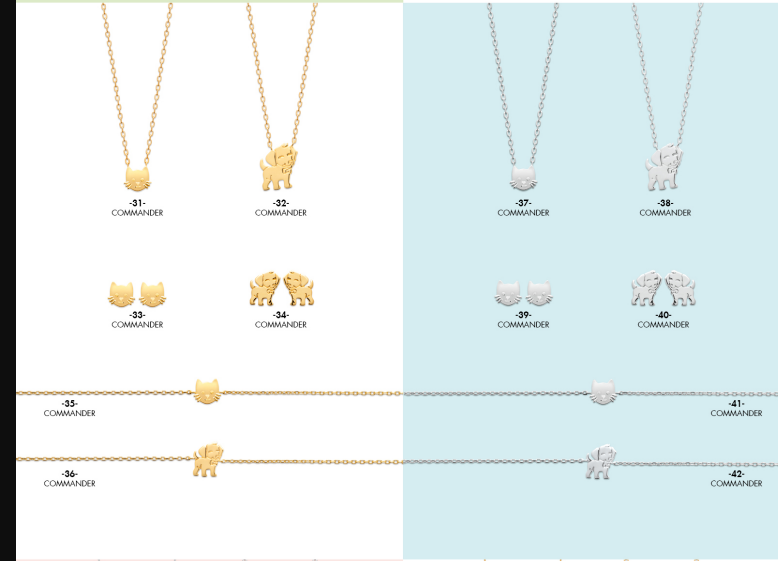 -31-
COMMANDER
-32-
COMMANDER
-37-
COMMANDER
-38-
COMMANDER
-33-
COMMANDER
-34-
COMMANDER
-39-
COMMANDER
-40-
COMMANDER
-35-
COMMANDER
-41-
COMMANDER
-36-
COMMANDER
-42-
COMMANDER